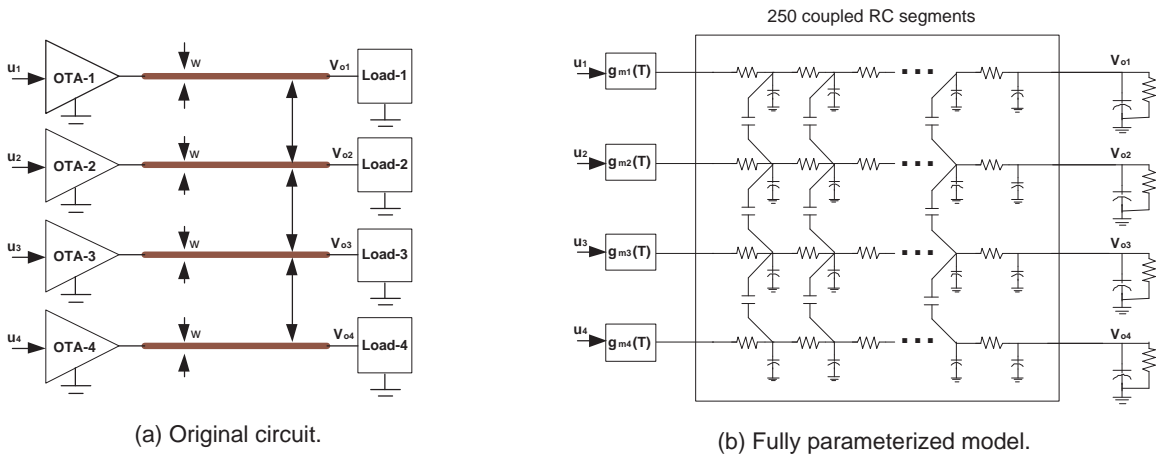 250 coupled RC segments
u1 OTA-1 w Vo1 Load-1
u2 OTA-2 w Vo2 Load-2
u3 OTA-3 w Vo3 Load-3
u4 OTA-4 w Vo4 Load-4
(a) Original circuit.
u1 gm1(T) Vo1
u2 gm2(T) Vo2
u3 gm3(T) Vo3
u4 gm4(T) Vo4
(b) Fully parameterized model.